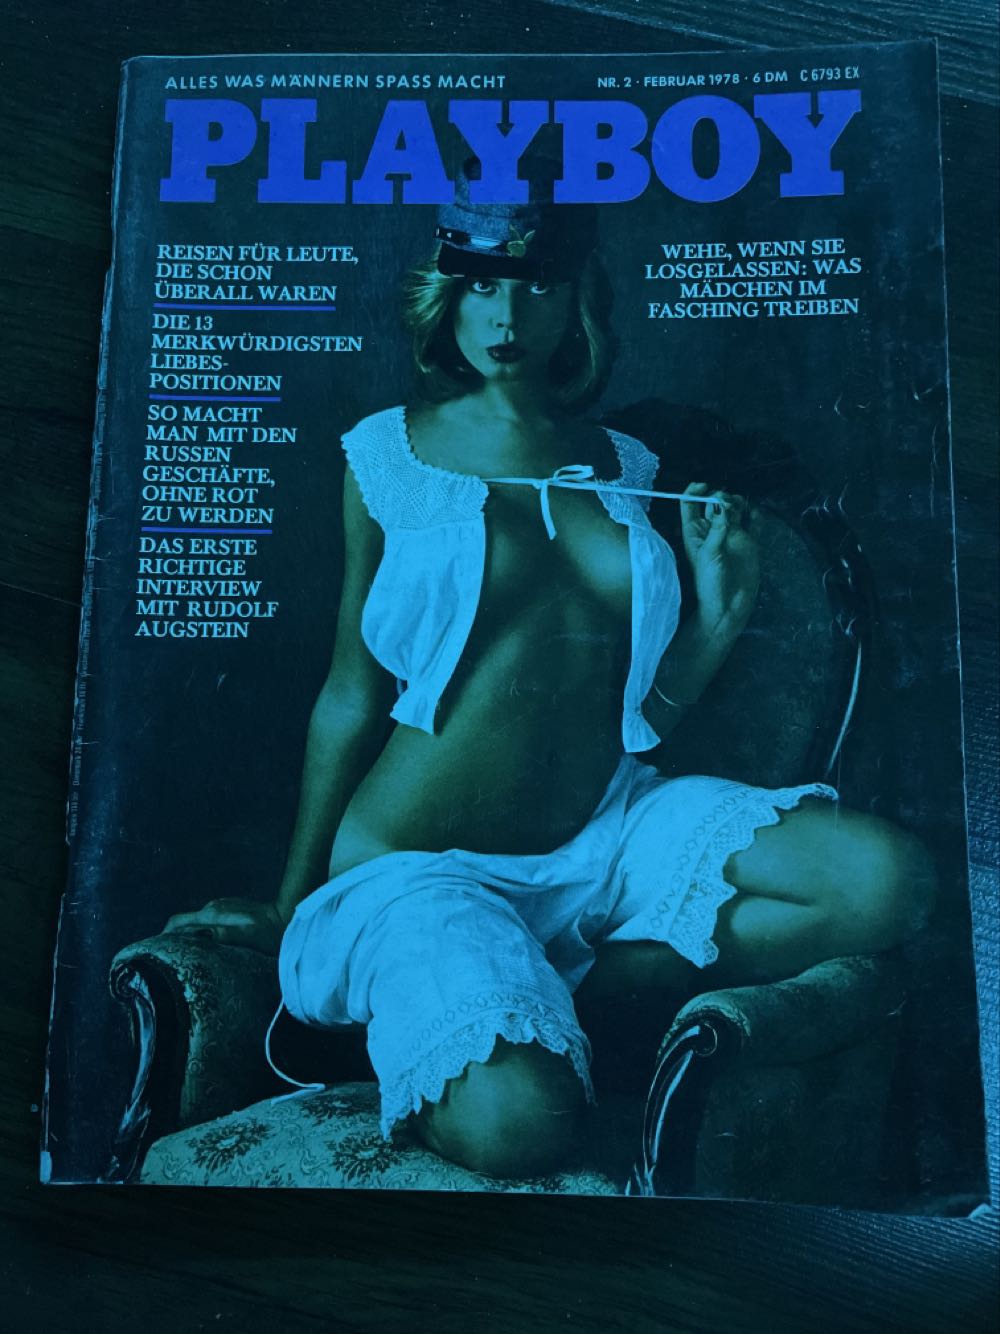 ALLES WAS MÄNNERN SPASS MACHT
NR. 2 · FEBRUAR 1978 · 6 DM C 6793 EX
PLAYBOY
REISEN FÜR LEUTE,
DIE SCHON
ÜBERALL WAREN
DIE 13
MERKWÜRDIGSTEN
LIEBES-
POSITIONEN
SO MACHT
MAN MIT DEN
RUSSEN
GESCHÄFTE,
OHNE ROT
ZU WERDEN
DAS ERSTE
RICHTIGE
INTERVIEW
MIT RUDOLF
AUGSTEIN
WEHE, WENN SIE
LOSGELASSEN: WAS
MÄDCHEN IM
FASCHING TREIBEN